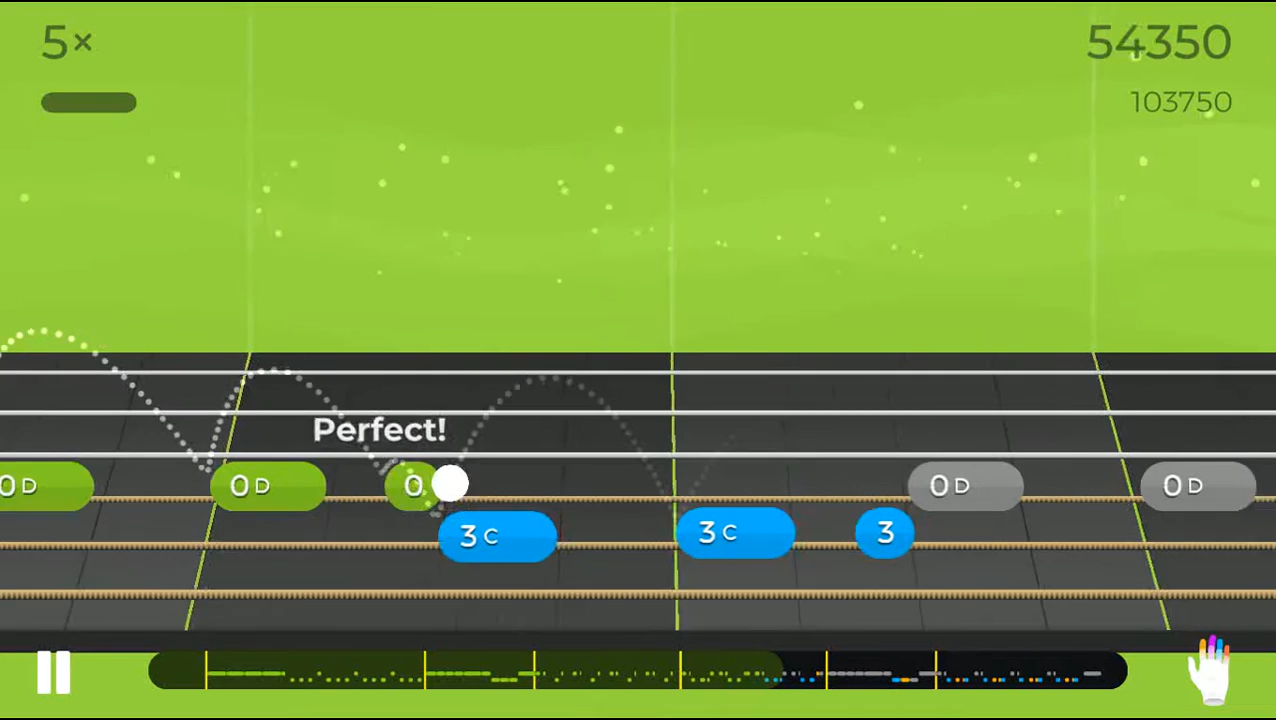 5×
54350
103750
Perfect!
0 D 0 D 0 0 D 0 D
3 C 3 C 3